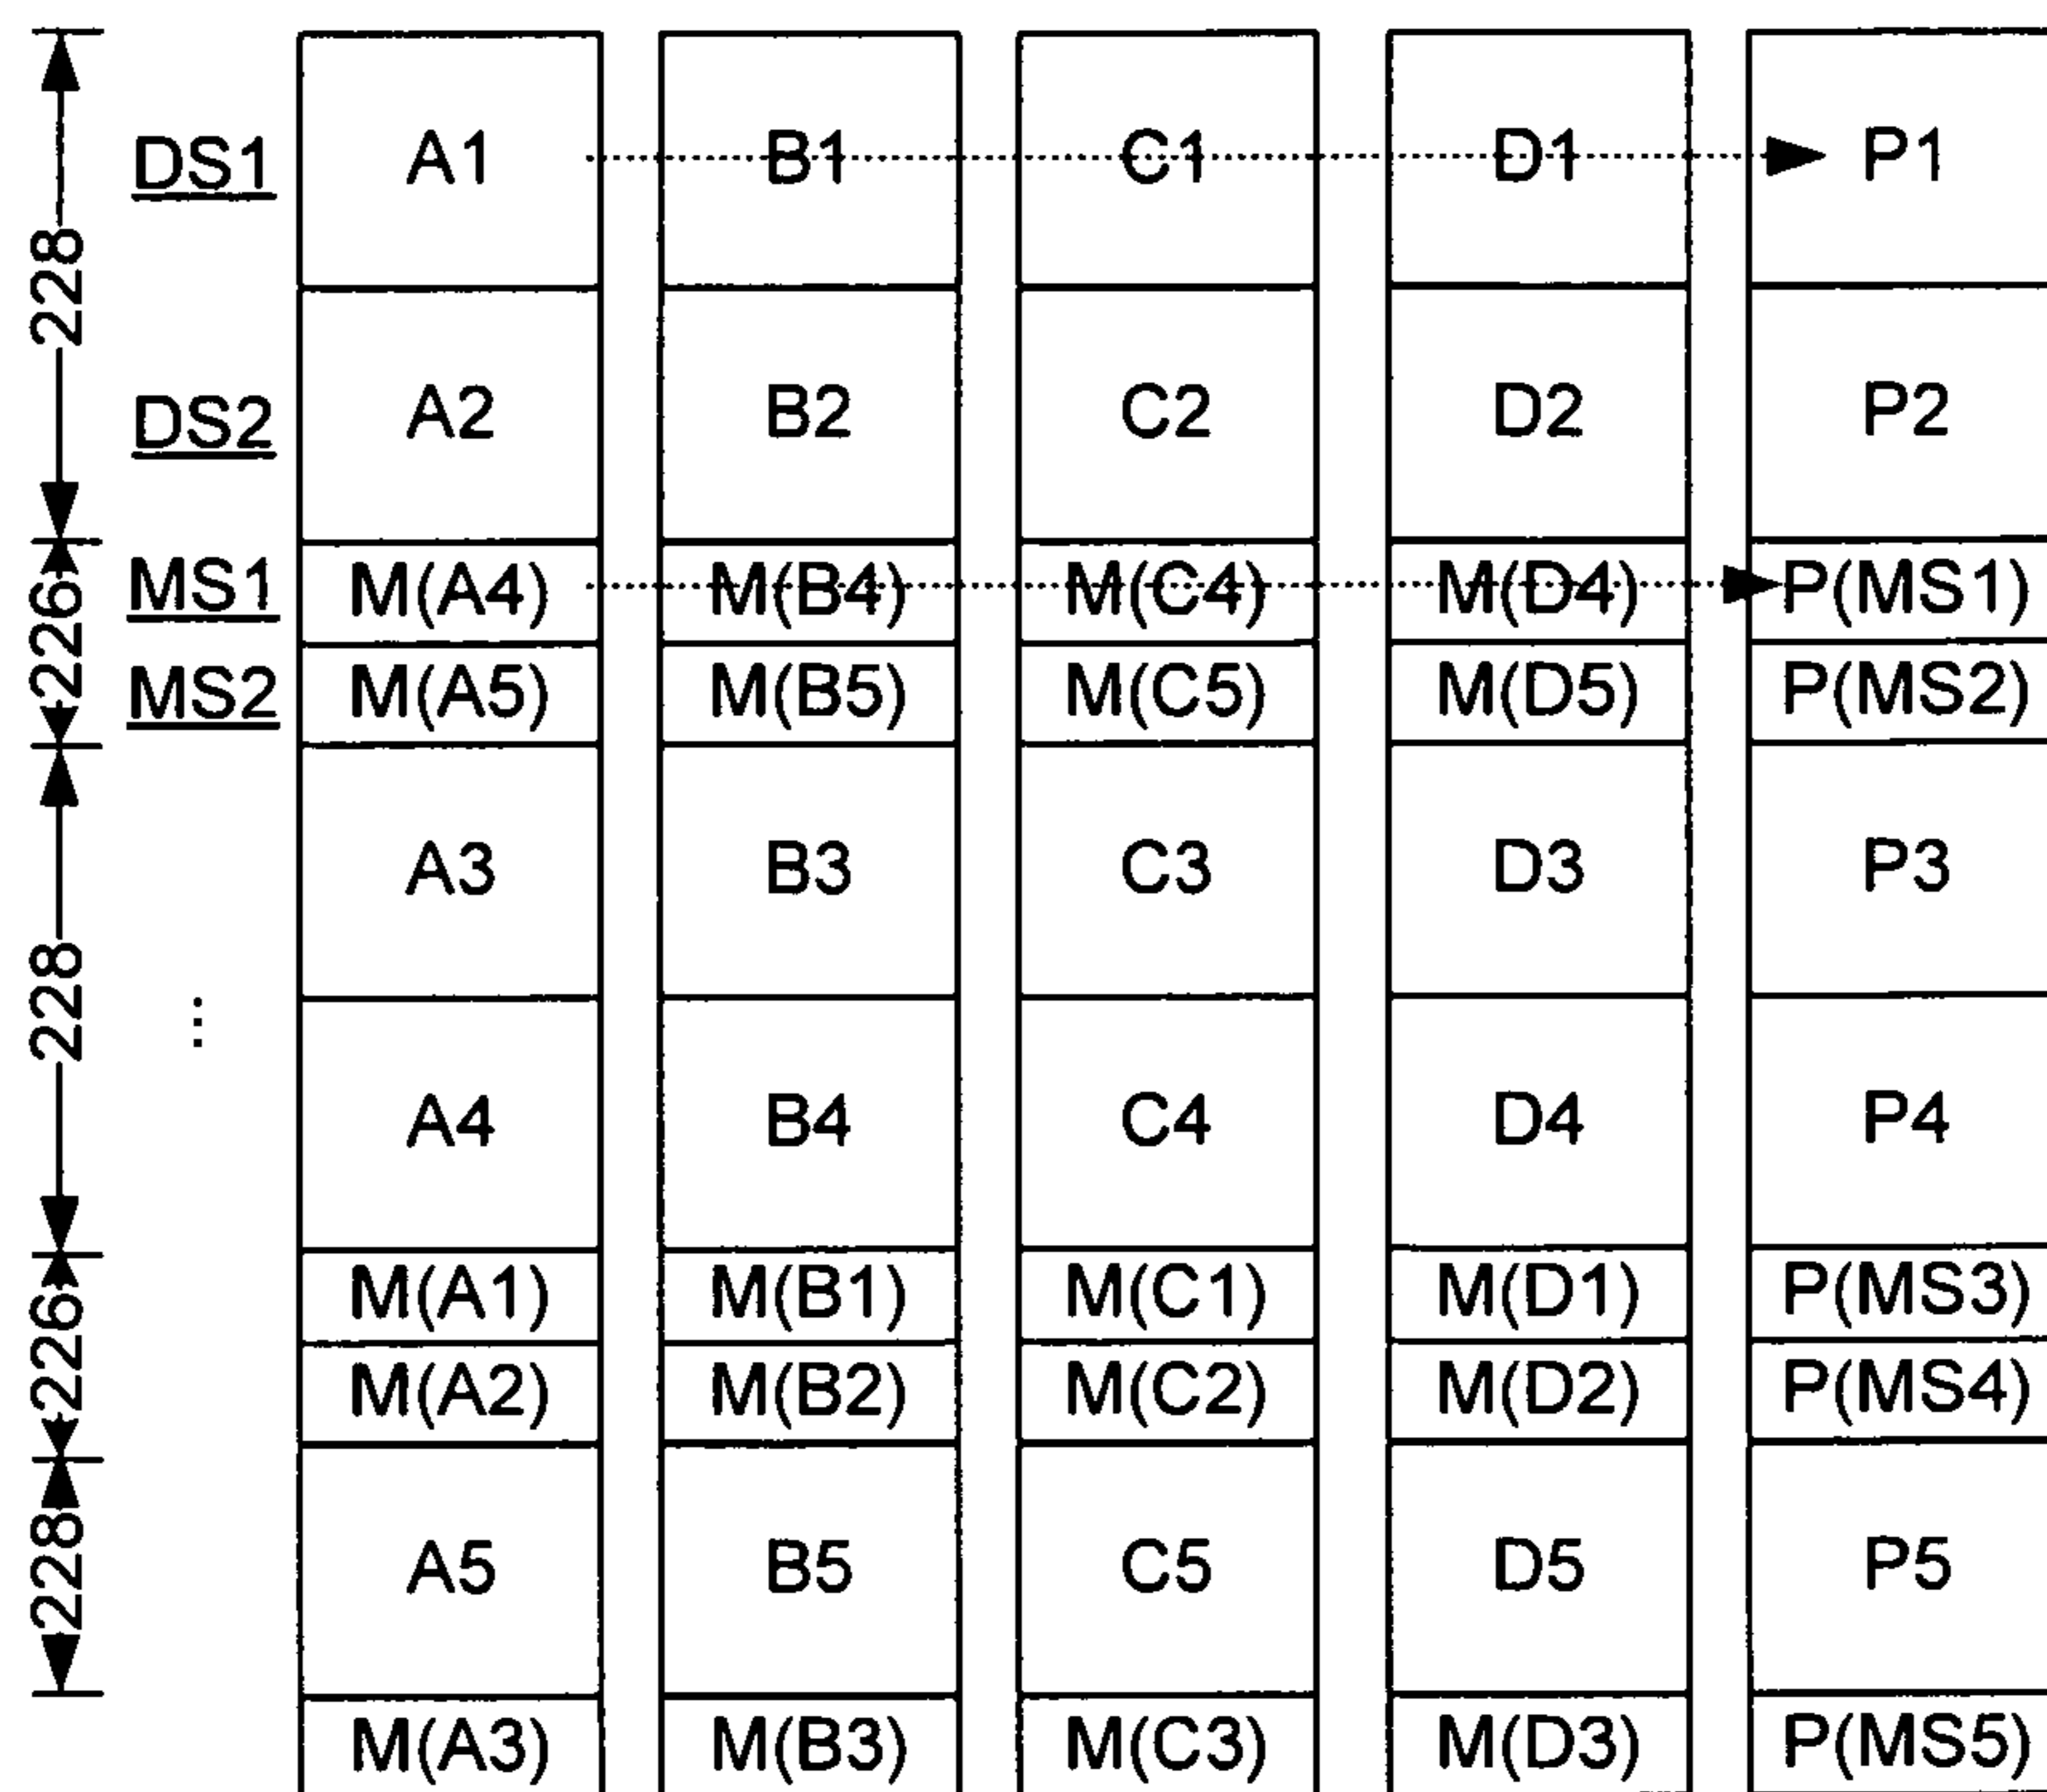 DS1 A1 B1 C1 D1 P1
228
DS2 A2 B2 C2 D2 P2
MS1 M(A4) M(B4) M(C4) M(D4) P(MS1)
226
MS2 M(A5) M(B5) M(C5) M(D5) P(MS2)
A3 B3 C3 D3 P3
228
⋮
A4 B4 C4 D4 P4
M(A1) M(B1) M(C1) M(D1) P(MS3)
226
M(A2) M(B2) M(C2) M(D2) P(MS4)
228
A5 B5 C5 D5 P5
M(A3) M(B3) M(C3) M(D3) P(MS5)